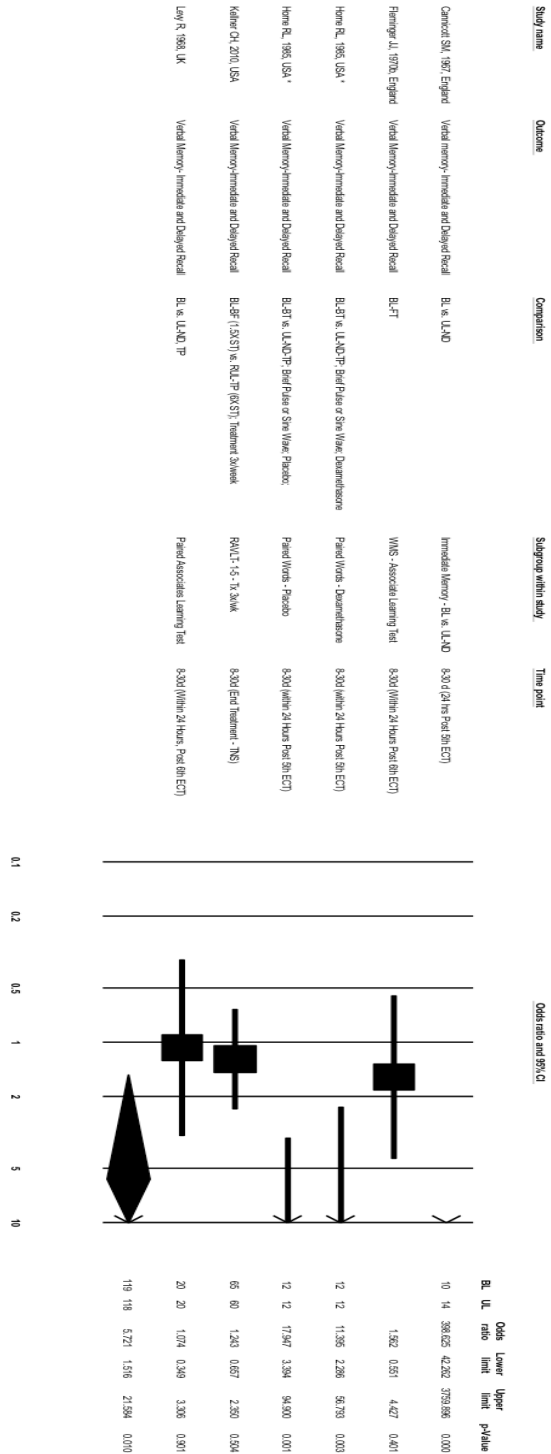 Study name Outcome Comparison Subgroup within study Time point Odds ratio and 95% CI
BL UL Odds ratio Lower limit Upper limit p-Value
Cannicott SM, 1967, England Verbal memory- Immediate and Delayed Recall BL vs. UL-ND Immediate Memory - BL vs. UL-ND 8-30 d (24 hrs Post 5th ECT) 10 14 398.625 42.262 3759.896 0.000
Fleminger JJ, 1970b, England Verbal Memory-Immediate and Delayed Recall BL-FT WMS - Associate Learning Test 8-30d (Within 24 Hours Post 6th ECT) 1.562 0.551 4.427 0.401
Horne RL, 1985, USA * Verbal Memory-Immediate and Delayed Recall BL-BT vs. UL-ND-TP; Brief Pulse or Sine Wave; Dexamethasone Paired Words - Dexamethasone 8-30d (within 24 Hours Post 5th ECT) 12 12 11.395 2.286 56.793 0.003
Horne RL, 1985, USA * Verbal Memory-Immediate and Delayed Recall BL-BT vs. UL-ND-TP; Brief Pulse or Sine Wave; Placebo; Paired Words - Placebo 8-30d (within 24 Hours Post 5th ECT) 12 12 17.947 3.394 94.900 0.001
Kellner CH, 2010, USA Verbal Memory-Immediate and Delayed Recall BL-BF (1.5X ST) vs. RUL-TP (6X ST); Treatment 3x/week RAVLT- 1-5 - Tx 3x/wk 8-30d (End Treatment - TNS) 65 60 1.243 0.657 2.350 0.504
Levy R, 1968, UK Verbal Memory- Immediate and Delayed Recall BL vs. UL-ND, TP Paired Associates Learning Test 8-30d (Within 24 Hours, Post 6th ECT) 20 20 1.074 0.349 3.306 0.901
119 118 5.721 1.516 21.584 0.010
0.1 0.2 0.5 1 2 5 10